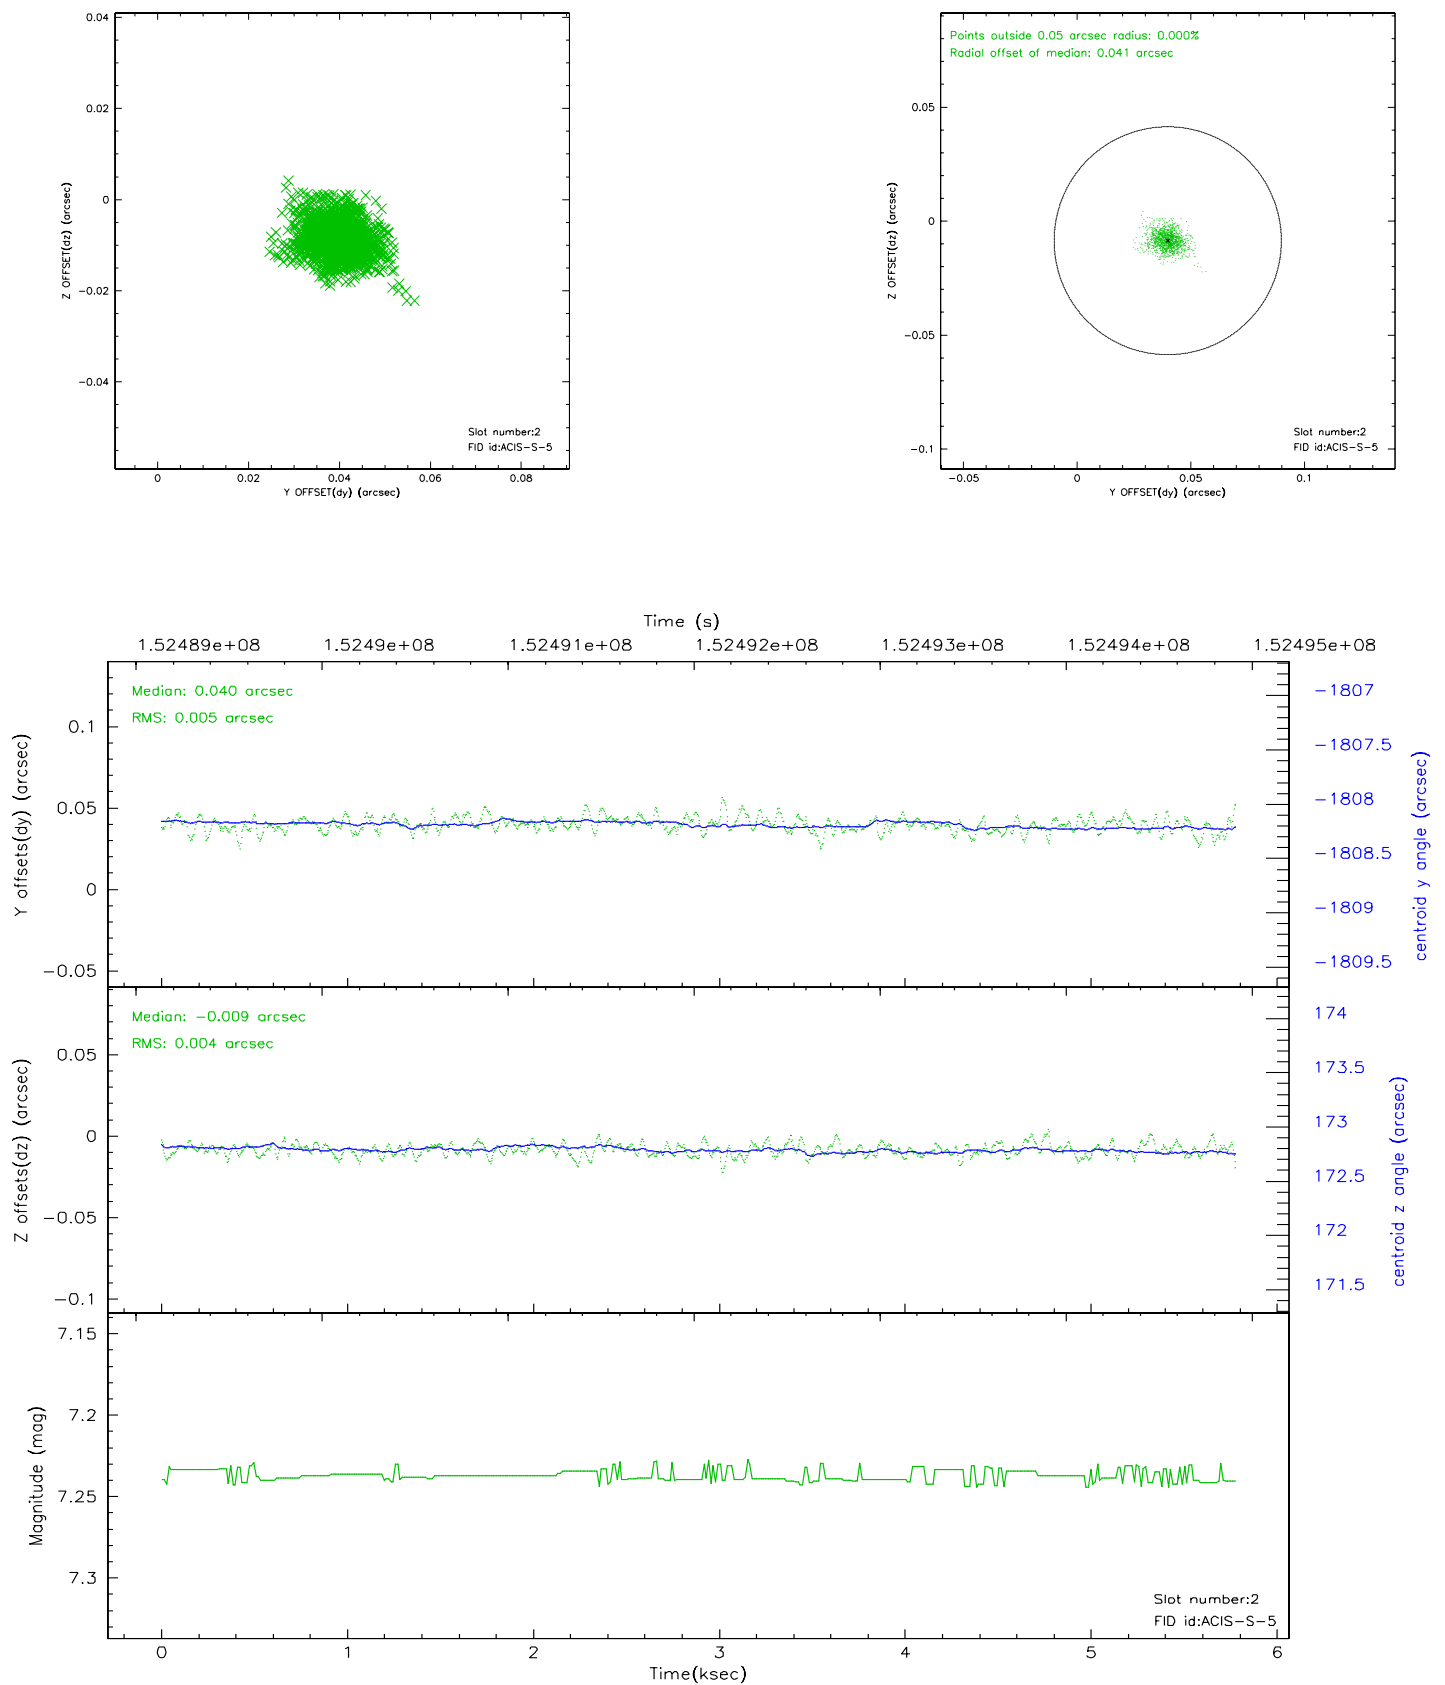 0.04
0.02
0
−0.02
−0.04
Z OFFSET(dz) (arcsec)
Slot number:2
FID id:ACIS−S−5
0 0.02 0.04 0.06 0.08
Y OFFSET(dy) (arcsec)
Points outside 0.05 arcsec radius: 0.000%
Radial offset of median: 0.041 arcsec
0.05
0
−0.05
−0.1
Z OFFSET(dz) (arcsec)
Slot number:2
FID id:ACIS−S−5
−0.05 0 0.05 0.1
Y OFFSET(dy) (arcsec)
Time (s)
1.52489e+08 1.5249e+08 1.52491e+08 1.52492e+08 1.52493e+08 1.52494e+08 1.52495e+08
Median: 0.040 arcsec
RMS: 0.005 arcsec
0.1
0.05
0
−0.05
Y offsets(dy) (arcsec)
−1807
−1807.5
−1808
−1808.5
−1809
−1809.5
centroid y angle (arcsec)
Median: −0.009 arcsec
RMS: 0.004 arcsec
0.05
0
−0.05
−0.1
Z offsets(dz) (arcsec)
174
173.5
173
172.5
172
171.5
centroid z angle (arcsec)
7.15
7.2
7.25
7.3
Magnitude (mag)
Slot number:2
FID id:ACIS−S−5
0 1 2 3 4 5 6
Time(ksec)